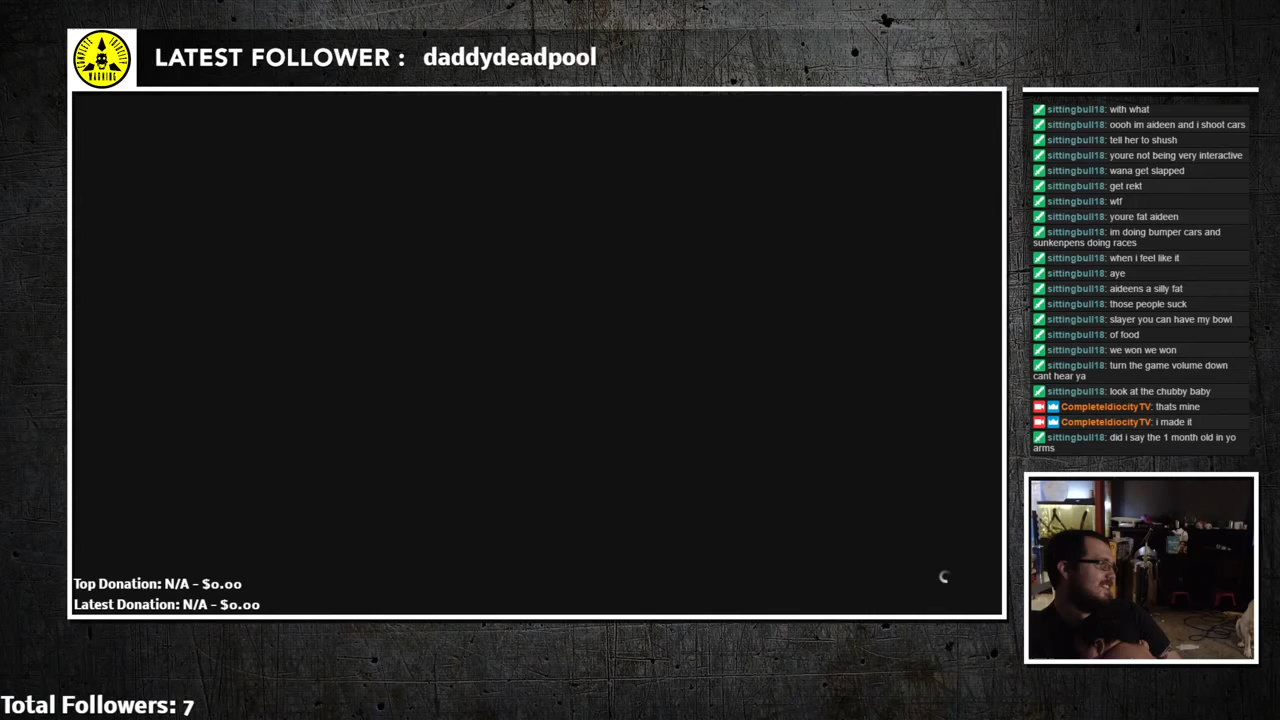 LATEST FOLLOWER : daddydeadpool
WARNING
sittingbull18: with what
sittingbull18: oooh im aideen and i shoot cars
sittingbull18: tell her to shush
sittingbull18: youre not being very interactive
sittingbull18: wana get slapped
sittingbull18: get rekt
sittingbull18: wtf
sittingbull18: youre fat aideen
sittingbull18: im doing bumper cars and
sunkenpens doing races
sittingbull18: when i feel like it
sittingbull18: aye
sittingbull18: aideens a silly fat
sittingbull18: those people suck
sittingbull18: slayer you can have my bowl
sittingbull18: of food
sittingbull18: we won we won
sittingbull18: turn the game volume down
cant hear ya
sittingbull18: look at the chubby baby
CompleteIdiocityTV: thats mine
CompleteIdiocityTV: i made it
sittingbull18: did i say the 1 month old in yo
arms
Top Donation: N/A - $0.00
Latest Donation: N/A - $0.00
Total Followers: 7